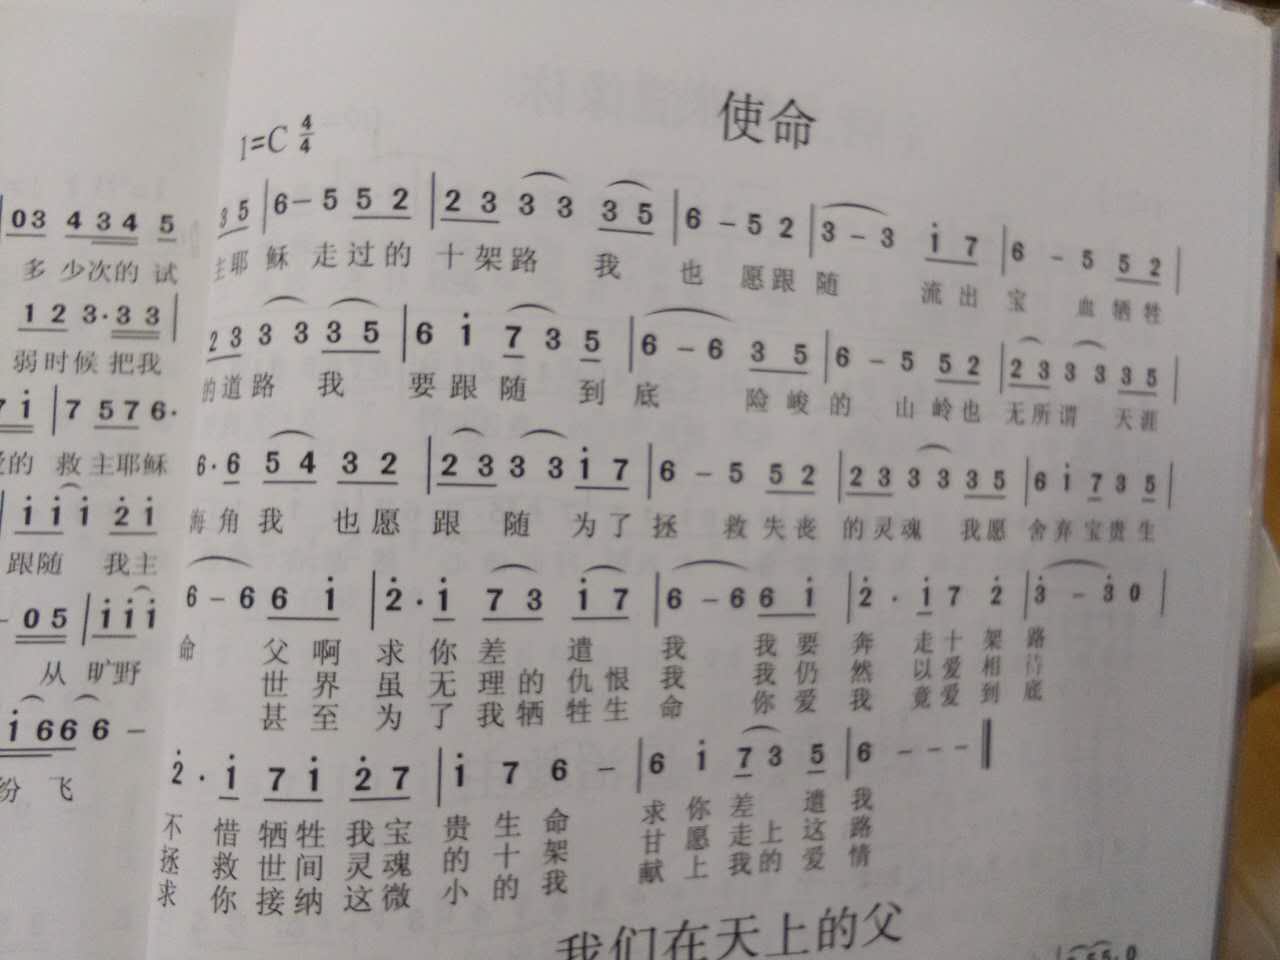 使命
1=C 4/4
3 5 | 6 - 5 5 2 | 2 3 3 3 3 5 | 6 - 5 2 | 3 - 3 i 7 | 6 - 5 5 2 |
主耶 稣 走过的 十架路 我 也 愿跟 随 流出 宝 血牺牲
2 3 3 3 3 5 | 6 i 7 3 5 | 6 - 6 3 5 | 6 - 5 5 2 | 2 3 3 3 3 5 |
的道路 我 要跟随 到 底 险峻 的 山岭也 无所谓 天涯
6· 6 5 4 3 2 | 2 3 3 3 i 7 | 6 - 5 5 2 | 2 3 3 3 3 5 | 6 i 7 3 5 |
海角我 也愿 跟 随 为了 拯 救失丧 的灵魂 我愿 舍弃宝贵生
6 - 6 6 i | 2· i 7 3 i 7 | 6 - 6 6 i | 2· i 7 2 | 3 - 3 0 |
命 父啊 求你差 遣 我 我要 奔 走十架 路
世界 虽无理的仇恨 我 我仍 然 以爱相 待
甚至 为了我牺牲生 命 你爱 我 竟爱到 底
2· i 7 i 2 7 | i 7 6 - | 6 i 7 3 5 | 6 - - - ‖
不 惜牺牲我宝 贵生命 求你差 遣 我
拯 救世间灵魂 的十架 甘愿走上这 路
求 你接纳这微 小的我 献上我的爱 情
我们在天上的父
03 4 34 5
多 少次的 试
1 2 3· 3 3 |
弱时候 把我
7 i | 7 5 7 6·
的 救 主耶稣
i i i 2 i
跟随 我主
- 0 5 | i i i
从 旷野
i 6 6 6 -
纷 飞